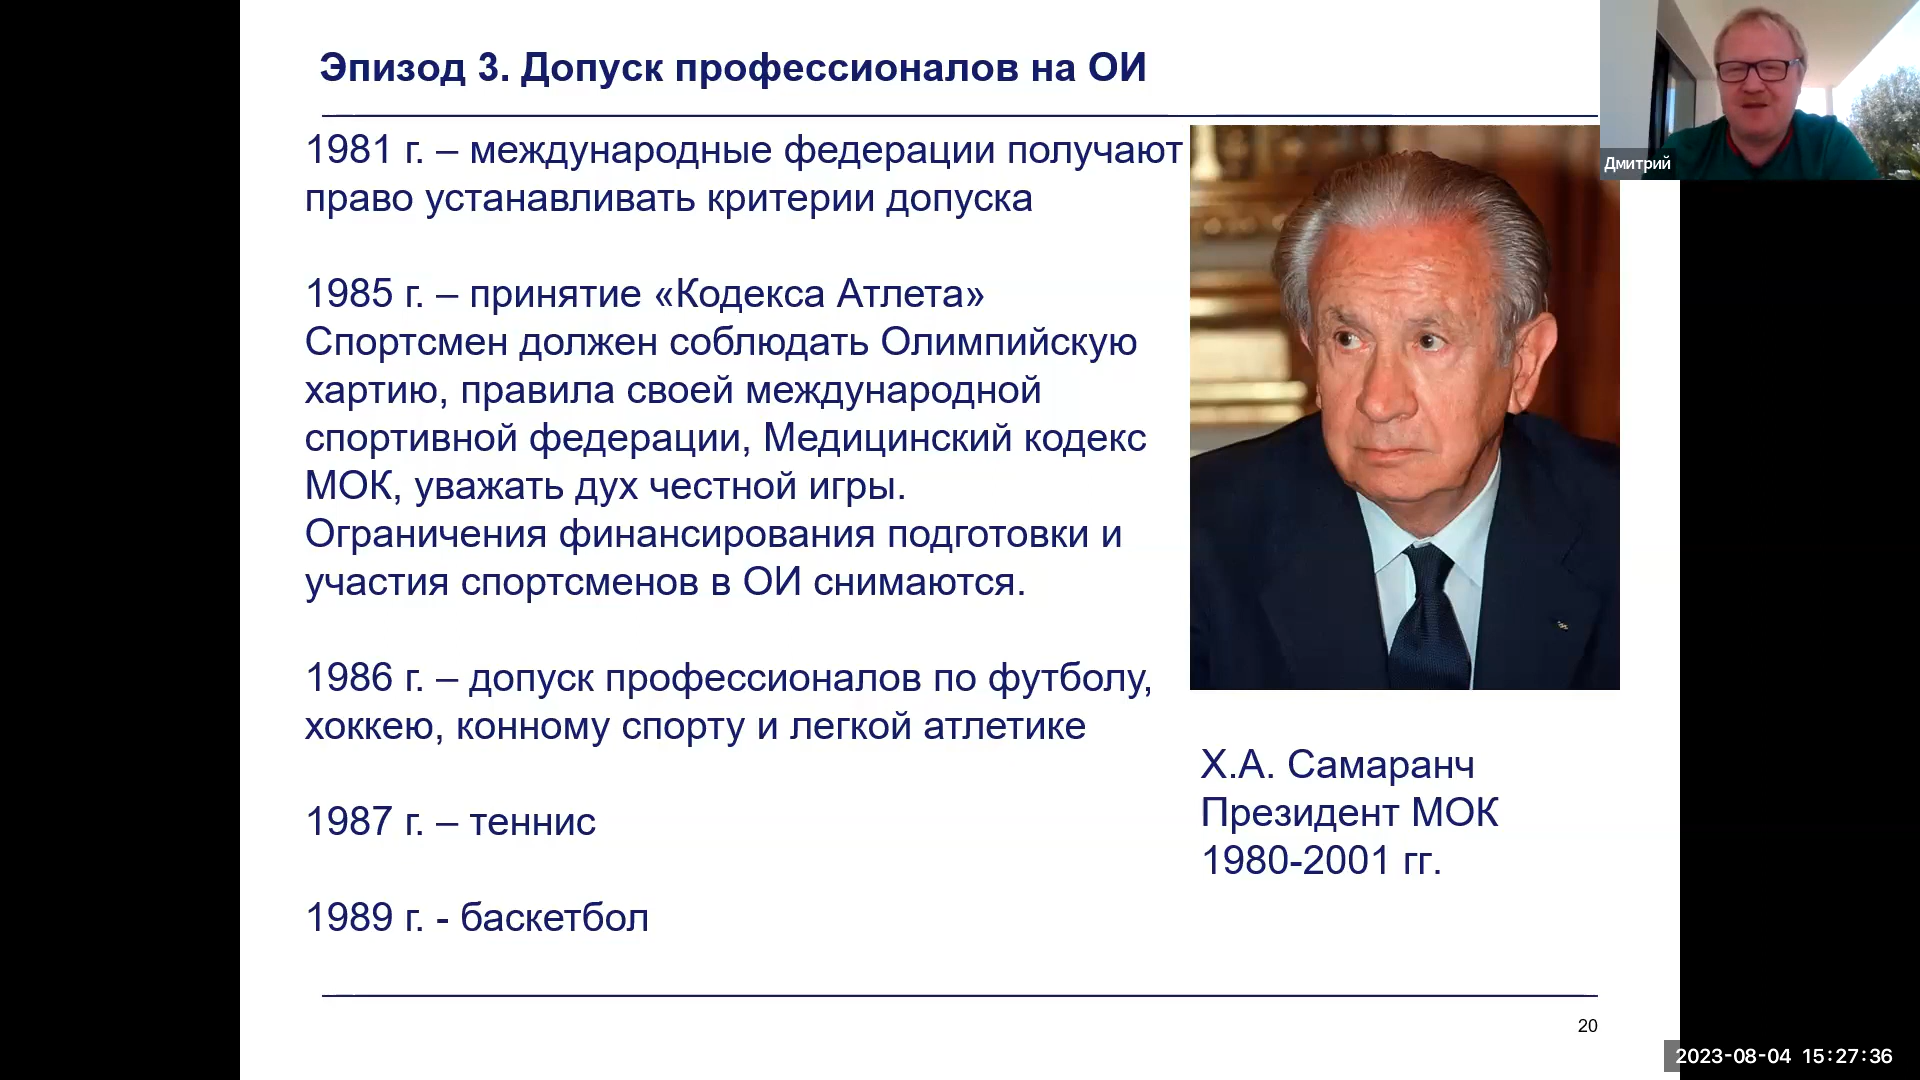 Эпизод 3. Допуск профессионалов на ОИ
Дмитрий
1981 г. – международные федерации получают
право устанавливать критерии допуска
1985 г. – принятие «Кодекса Атлета»
Спортсмен должен соблюдать Олимпийскую
хартию, правила своей международной
спортивной федерации, Медицинский кодекс
МОК, уважать дух честной игры.
Ограничения финансирования подготовки и
участия спортсменов в ОИ снимаются.
1986 г. – допуск профессионалов по футболу,
хоккею, конному спорту и легкой атлетике
1987 г. – теннис
1989 г. - баскетбол
Х.А. Самаранч
Президент МОК
1980-2001 гг.
20
2023-08-04 15:27:36